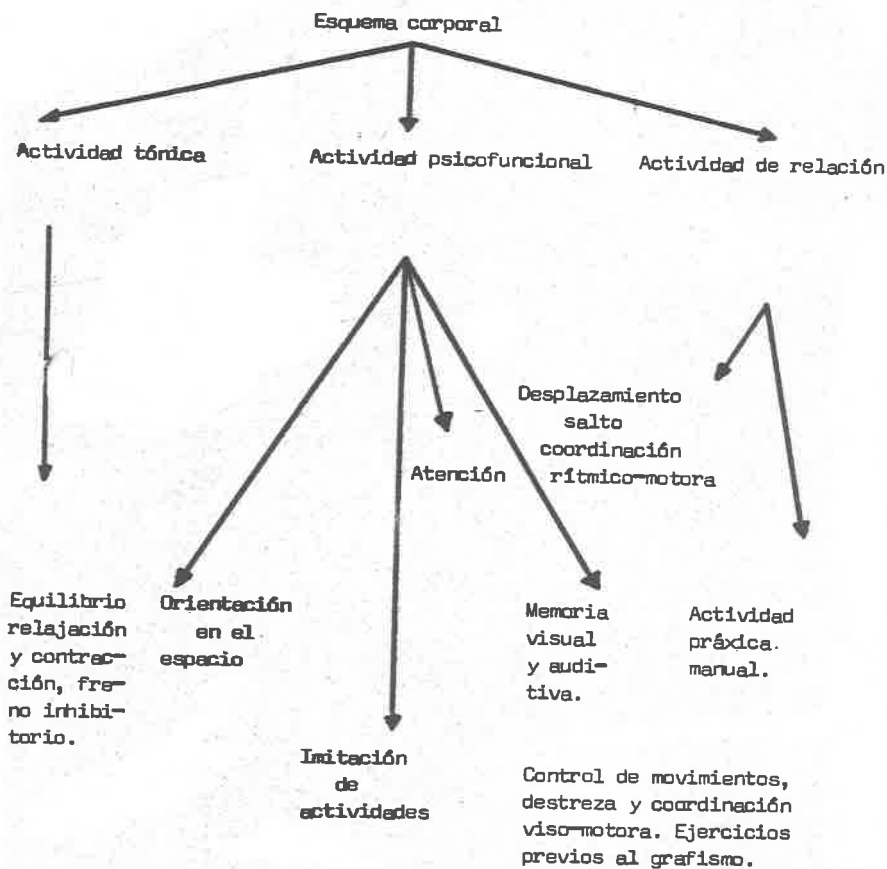 Esquema corporal
Actividad tónica
Actividad psicofuncional
Actividad de relación
Desplazamiento
salto
coordinación
rítmico-motora
Atención
Equilibrio
relajación
y contrac-
ción, fre-
no inhibi-
torio.
Orientación
en el
espacio
Memoria
visual
y audi-
tiva.
Actividad
práxica.
manual.
Imitación
de
actividades
Control de movimientos,
destreza y coordinación
viso-motora. Ejercicios
previos al grafismo.